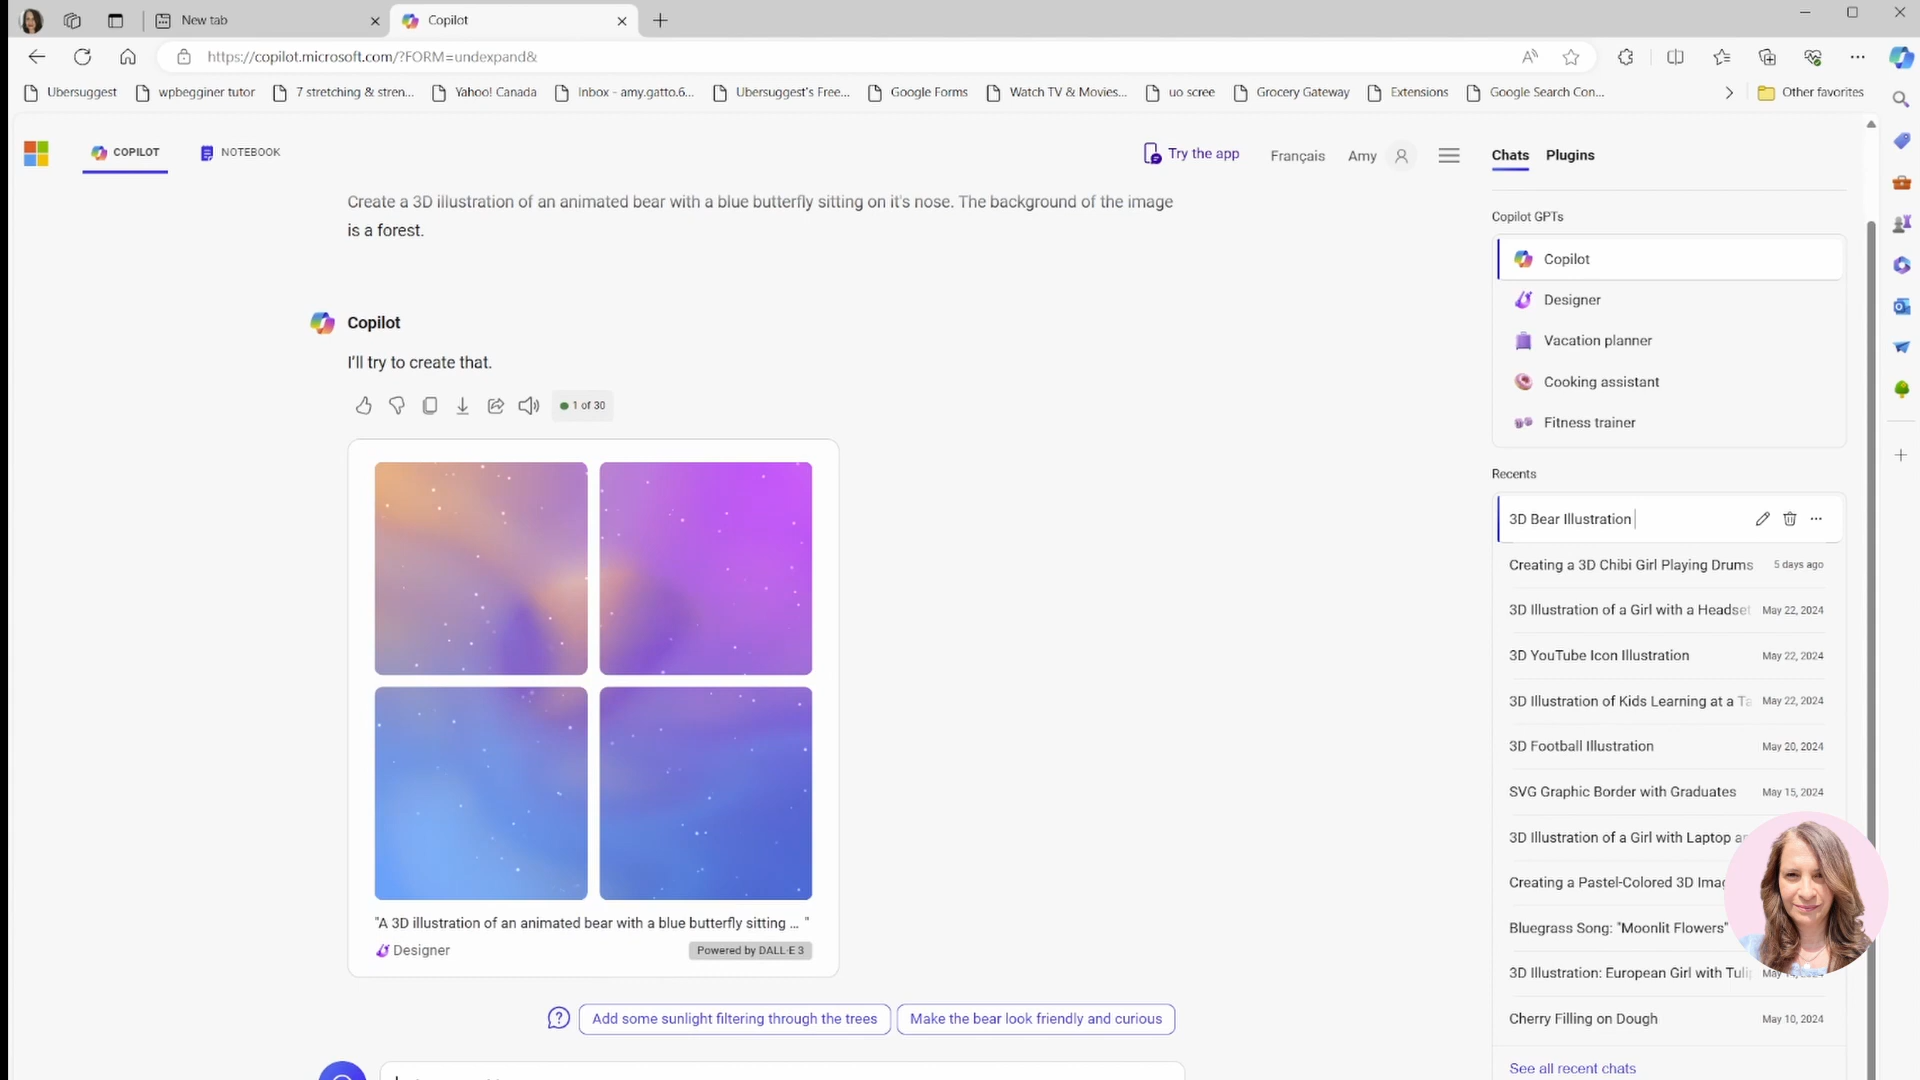 New tab
Copilot
https://copilot.microsoft.com/?FORM=undexpand&
Ubersuggest
wpbegginer tutor
7 stretching & stren...
Yahoo! Canada
Inbox - amy.gatto.6...
Ubersuggest's Free...
Google Forms
Watch TV & Movies...
uo scree
Grocery Gateway
Extensions
Google Search Con...
Other favorites
COPILOT
NOTEBOOK
Try the app
Français
Amy
Chats
Plugins
Create a 3D illustration of an animated bear with a blue butterfly sitting on it's nose. The background of the image
is a forest.
Copilot
I'll try to create that.
1 of 30
"A 3D illustration of an animated bear with a blue butterfly sitting ... "
Designer
Powered by DALL·E 3
Add some sunlight filtering through the trees
Make the bear look friendly and curious
Copilot GPTs
Copilot
Designer
Vacation planner
Cooking assistant
Fitness trainer
Recents
3D Bear Illustration
Creating a 3D Chibi Girl Playing Drums 5 days ago
3D Illustration of a Girl with a Headset May 22, 2024
3D YouTube Icon Illustration May 22, 2024
3D Illustration of Kids Learning at a Ta May 22, 2024
3D Football Illustration May 20, 2024
SVG Graphic Border with Graduates May 15, 2024
3D Illustration of a Girl with Laptop
Creating a Pastel-Colored 3D
Bluegrass Song: "Moonlit Flowers"
3D Illustration: European Girl with
Cherry Filling on Dough May 10, 2024
See all recent chats